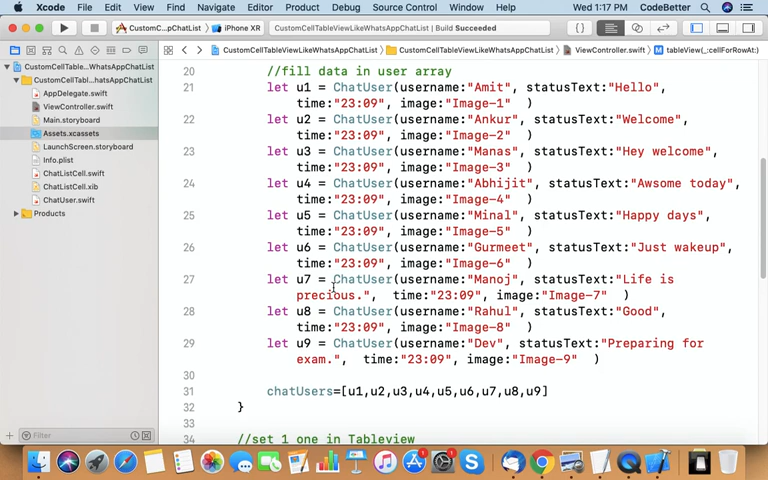 Xcode File Edit View Find Navigate Editor Product Debug Source Control Window Help Wed 1:17 PM CodeBetter
CustomC...pChatList iPhone XR CustomCellTableViewLikeWhatsAppChatList | Build Succeeded
CustomCellTableViewLikeWhatsAppChatList CustomCellTableViewLikeWhatsAppChatList ViewController.swift tableView(_:cellForRowAt:)
CustomCellTabl...WhatsAppChatList
CustomCellTabl...hatsAppChatList
AppDelegate.swift
ViewController.swift
Main.storyboard
Assets.xcassets
LaunchScreen.storyboard
Info.plist
ChatListCell.swift
ChatListCell.xib
ChatUser.swift
Products
Filter
20 //fill data in user array
21 let u1 = ChatUser(username:"Amit", statusText:"Hello",
time:"23:09", image:"Image-1" )
22 let u2 = ChatUser(username:"Ankur", statusText:"Welcome",
time:"23:09", image:"Image-2" )
23 let u3 = ChatUser(username:"Manas", statusText:"Hey welcome",
time:"23:09", image:"Image-3" )
24 let u4 = ChatUser(username:"Abhijit", statusText:"Awsome today",
time:"23:09", image:"Image-4" )
25 let u5 = ChatUser(username:"Minal", statusText:"Happy days",
time:"23:09", image:"Image-5" )
26 let u6 = ChatUser(username:"Gurmeet", statusText:"Just wakeup",
time:"23:09", image:"Image-6" )
27 let u7 = ChatUser(username:"Manoj", statusText:"Life is
precious.", time:"23:09", image:"Image-7" )
28 let u8 = ChatUser(username:"Rahul", statusText:"Good",
time:"23:09", image:"Image-8" )
29 let u9 = ChatUser(username:"Dev", statusText:"Preparing for
exam.", time:"23:09", image:"Image-9" )
30
31 chatUsers=[u1,u2,u3,u4,u5,u6,u7,u8,u9]
32 }
33
34 //set 1 one in Tableview